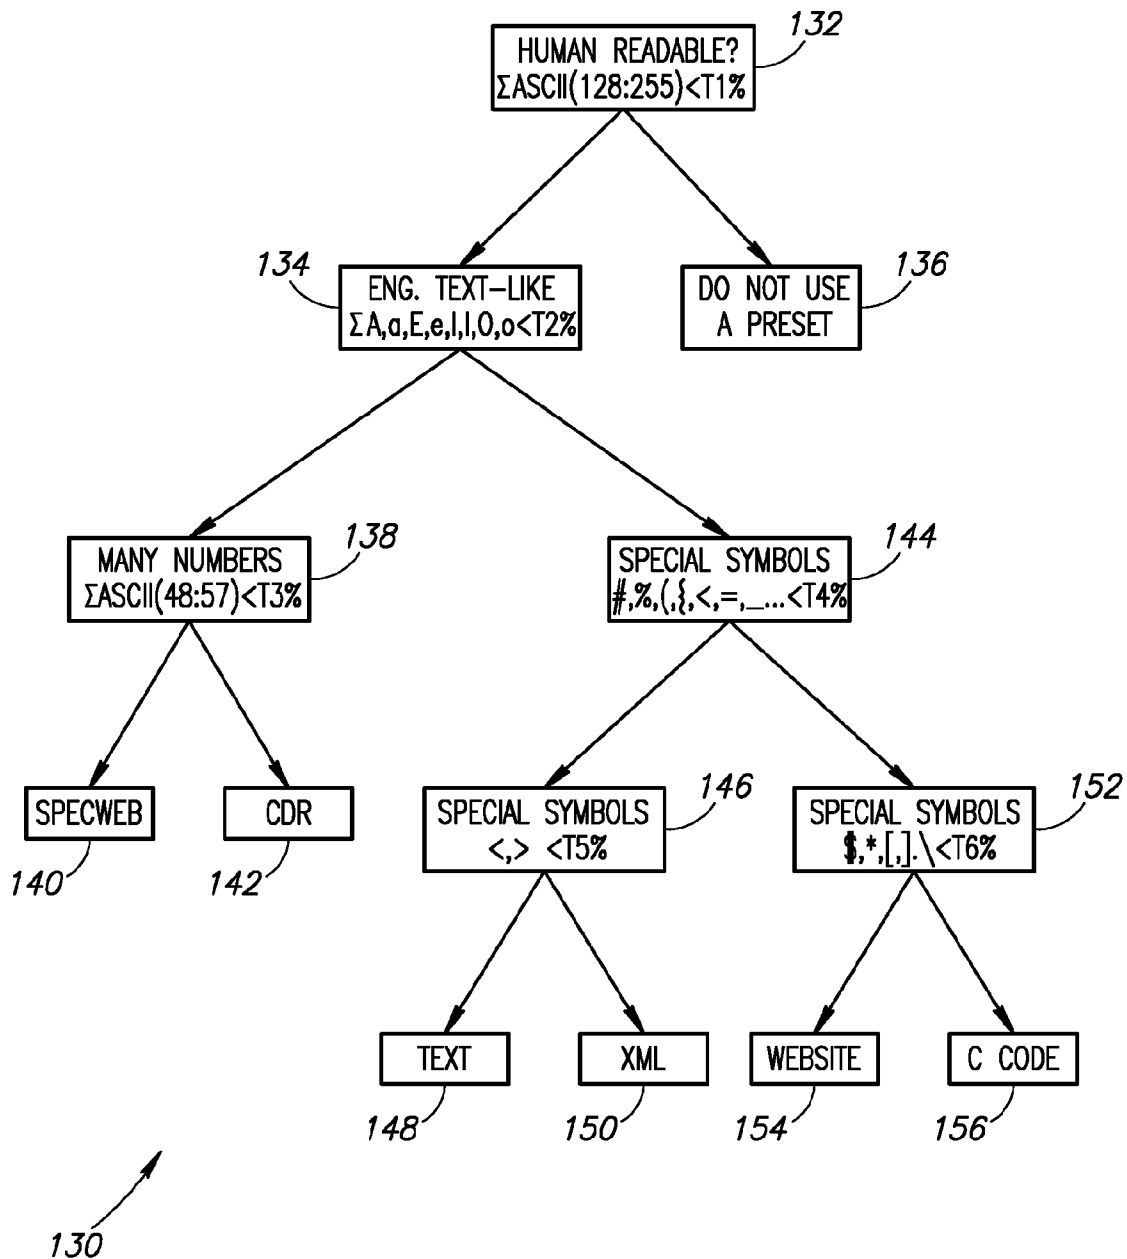 132
HUMAN READABLE?
ΣASCII(128:255)<T1%
134
ENG. TEXT-LIKE
ΣA,a,E,e,I,I,O,o<T2%
136
DO NOT USE
A PRESET
138
MANY NUMBERS
ΣASCII(48:57)<T3%
144
SPECIAL SYMBOLS
#,%,(,{,<,=,_...<T4%
SPECWEB
140
CDR
142
146
SPECIAL SYMBOLS
<,> <T5%
152
SPECIAL SYMBOLS
$,*,[,].\<T6%
TEXT
148
XML
150
WEBSITE
154
C CODE
156
130